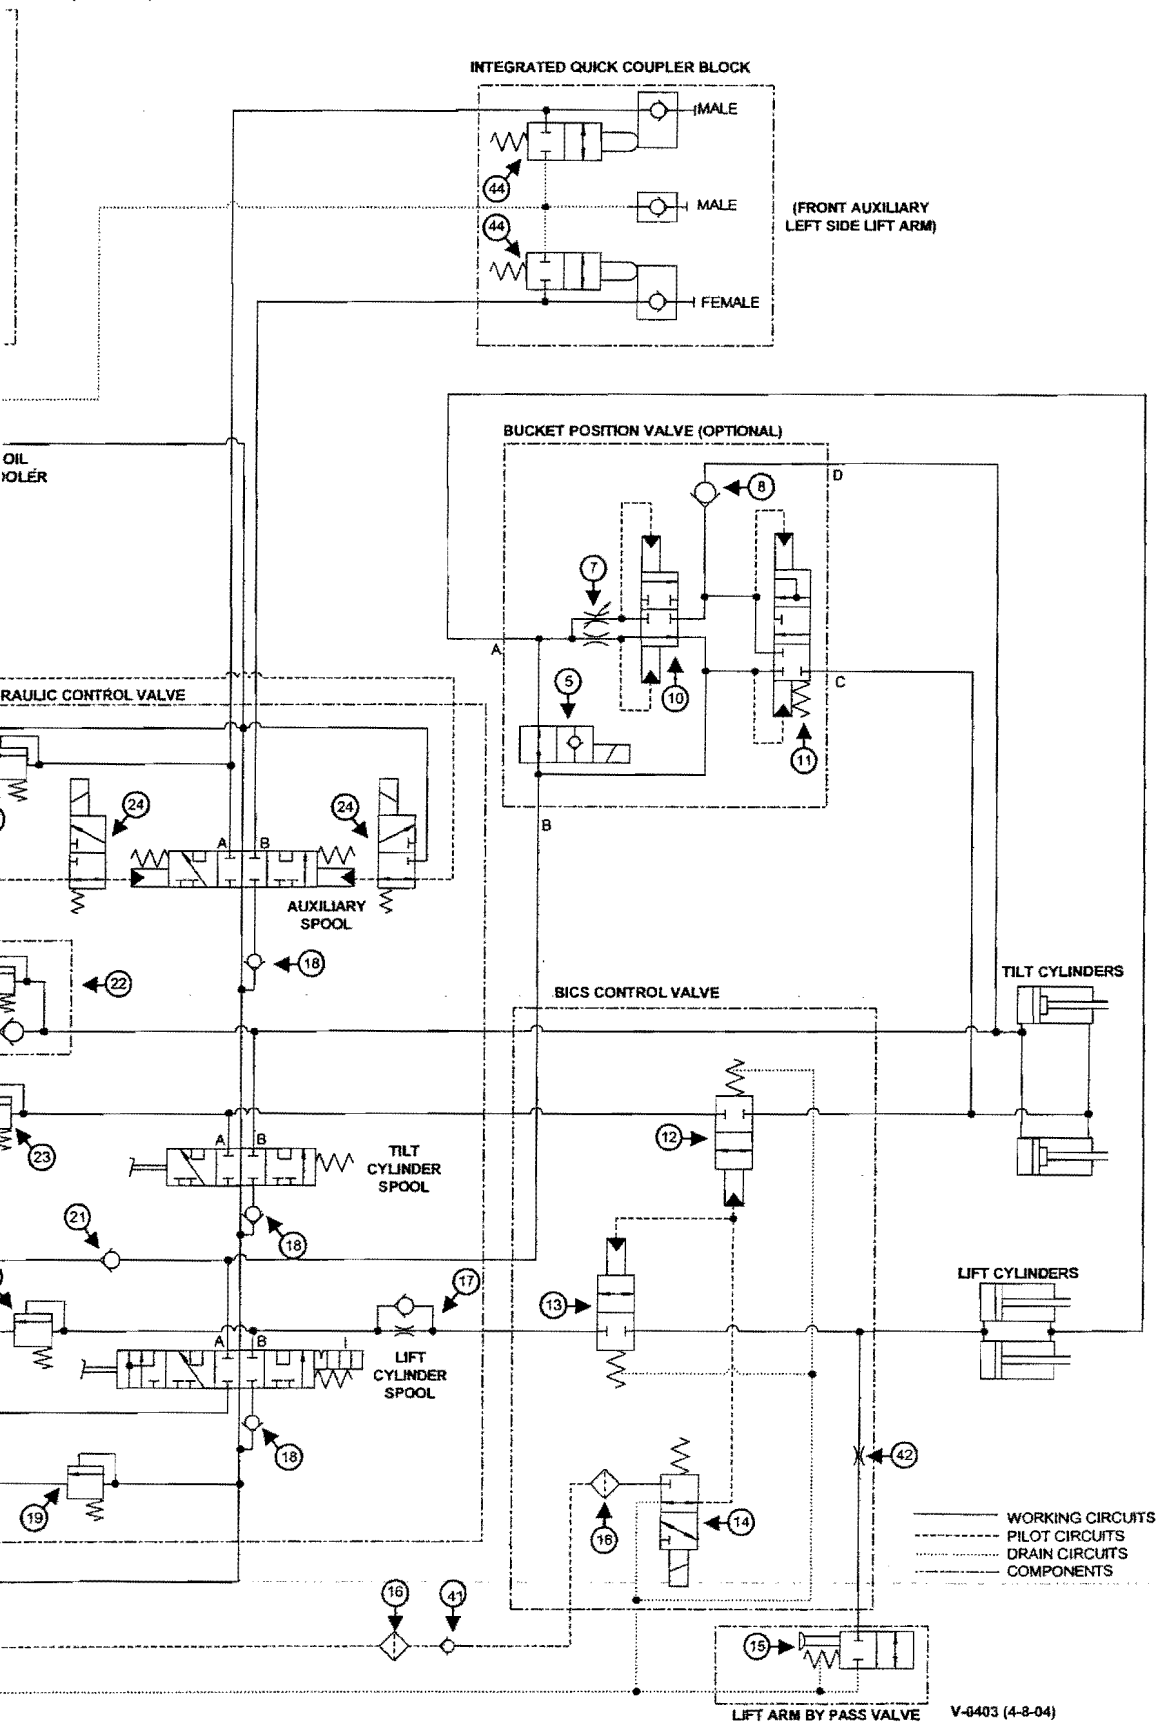 INTEGRATED QUICK COUPLER BLOCK
MALE
44
MALE
(FRONT AUXILIARY
LEFT SIDE LIFT ARM)
44
FEMALE
BUCKET POSITION VALVE (OPTIONAL)
OIL
OLER
D
8
7
A
C
5
10
11
RAULIC CONTROL VALVE
24
24
B
A B
AUXILIARY
SPOOL
18
22
TILT CYLINDERS
BICS CONTROL VALVE
12
A B
23
TILT
CYLINDER
SPOOL
21
18
LIFT CYLINDERS
17
13
A B
LIFT
CYLINDER
SPOOL
18
42
19
16
14
WORKING CIRCUITS
PILOT CIRCUITS
DRAIN CIRCUITS
COMPONENTS
16
41
15
LIFT ARM BY PASS VALVE
V-0403 (4-8-04)